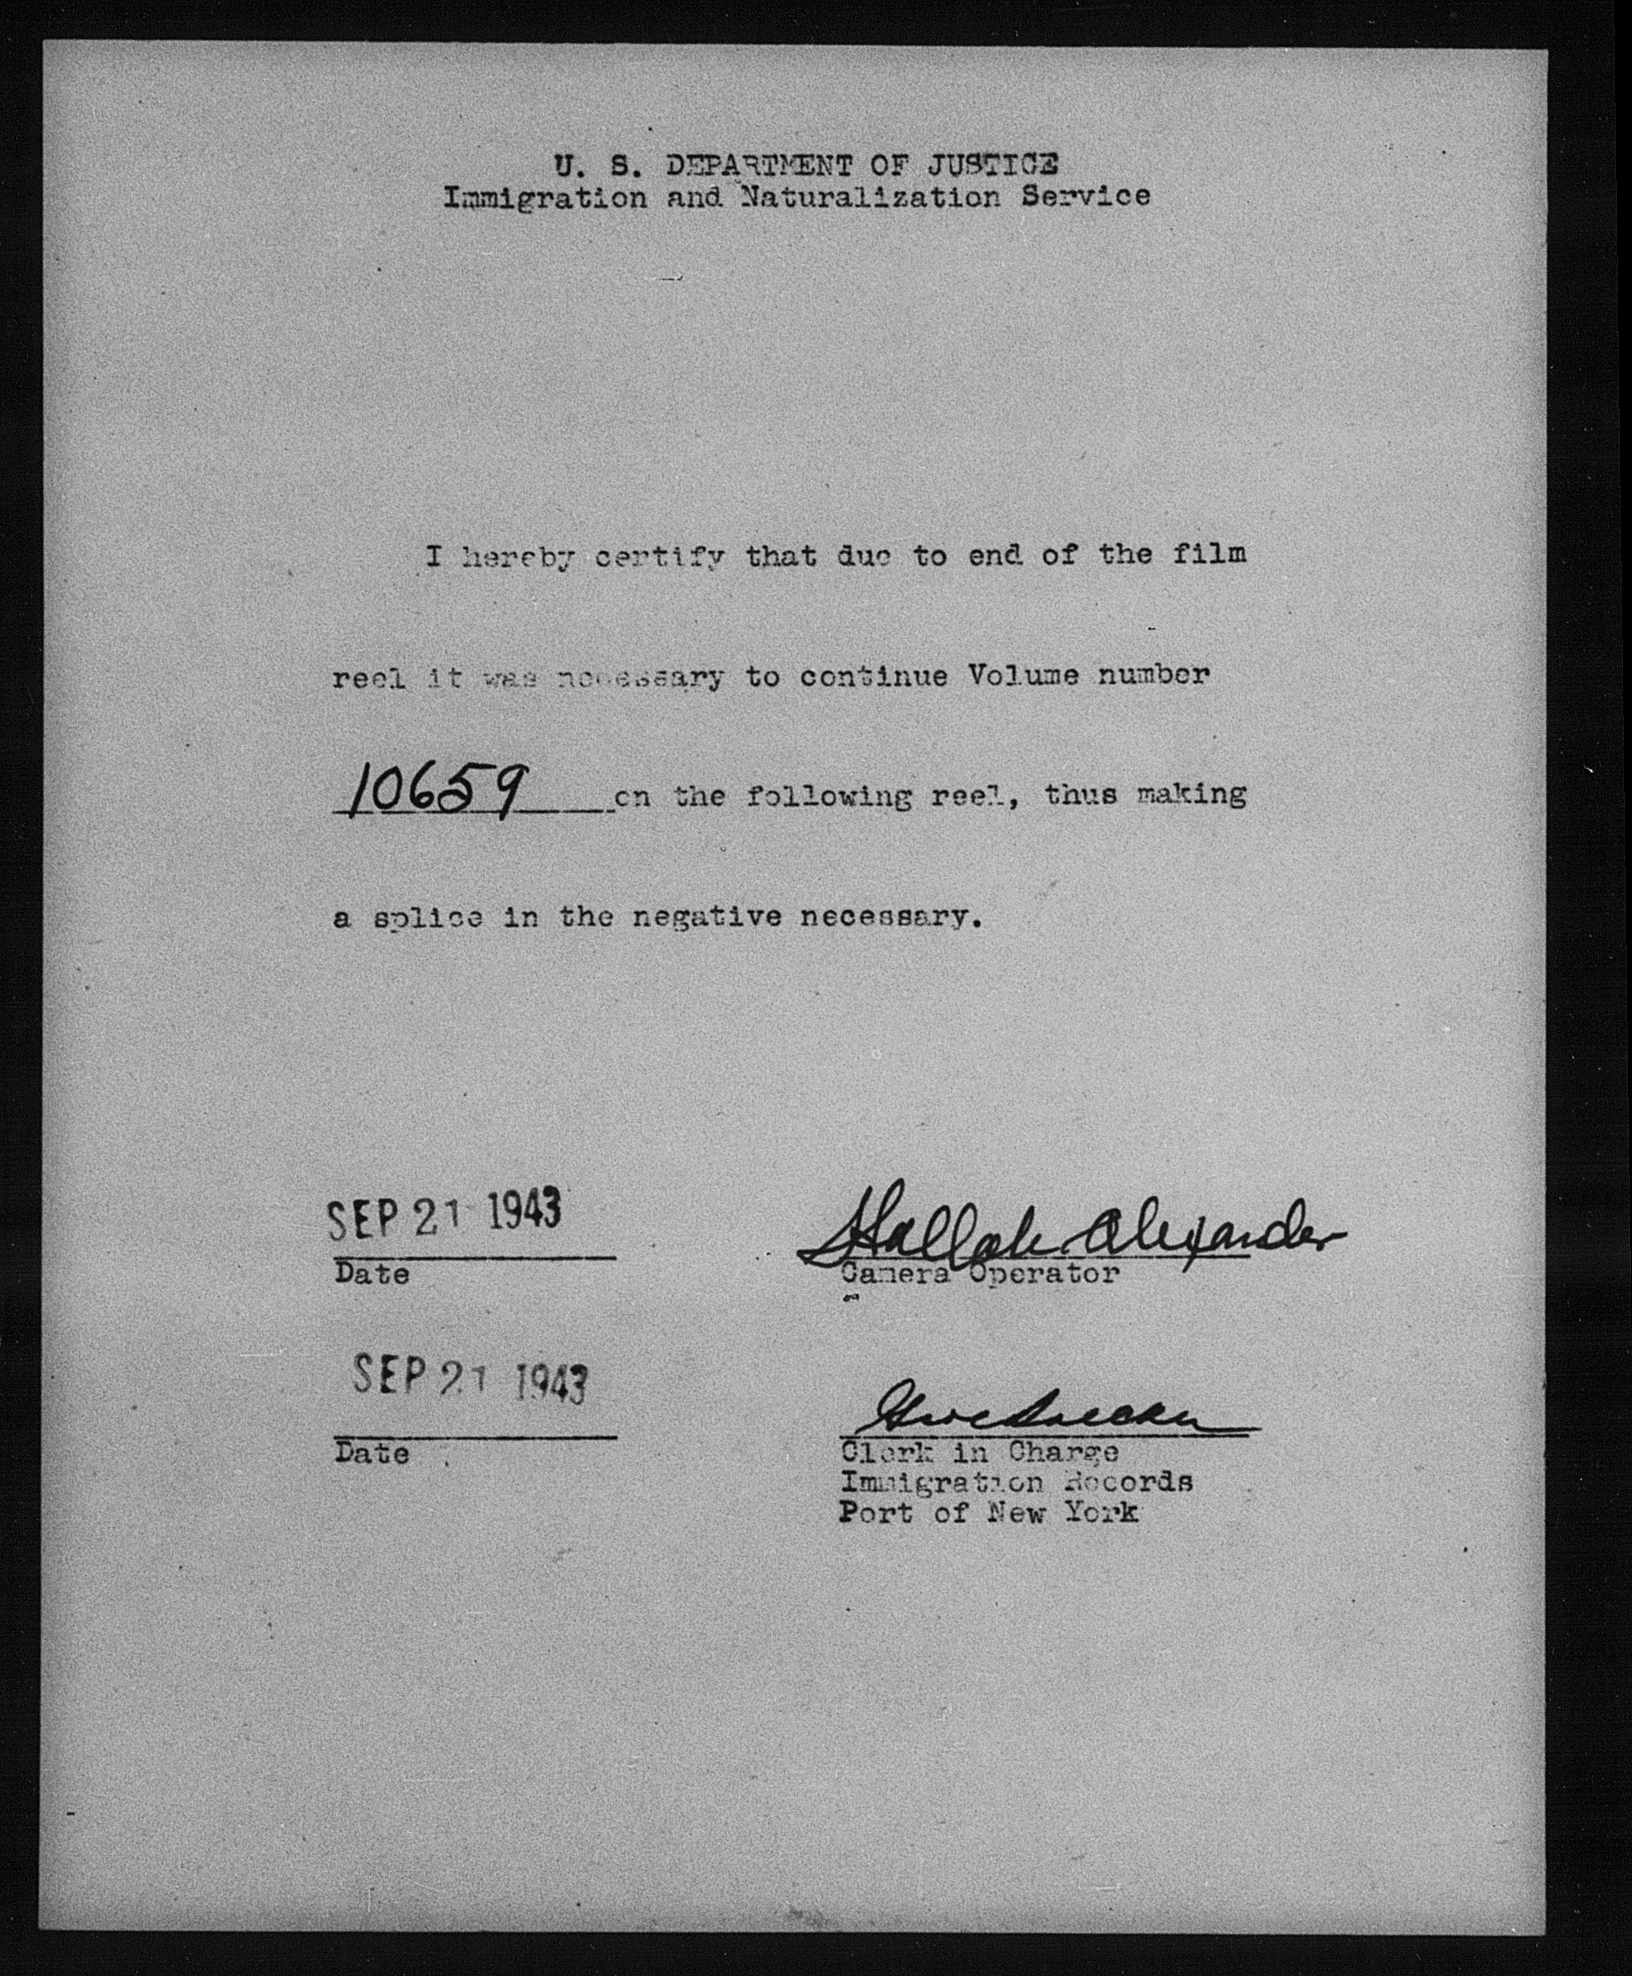 U. S. DEPARTMENT OF JUSTICE
Immigration and Naturalization Service
I hereby certify that due to end of the film
reel it was necessary to continue Volume number
10659 on the following reel, thus making
a splice in the negative necessary.
SEP 21 1943
Date
Alexander
Camera Operator
SEP 21 1943
Date
Clerk in Charge
Immigration Records
Port of New York